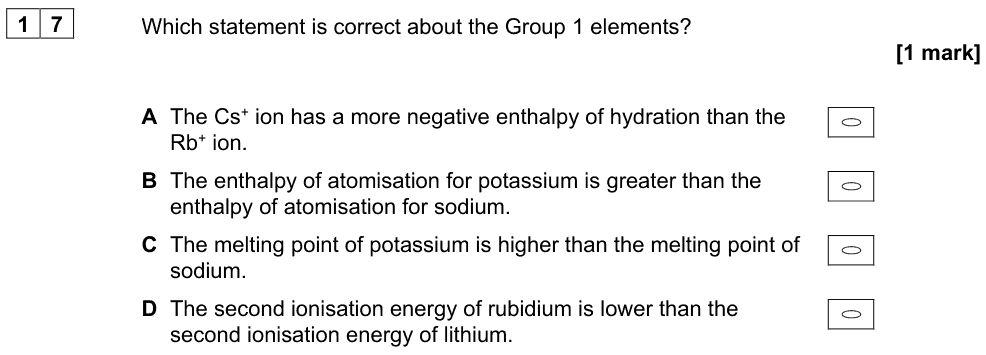 1 7 Which statement is correct about the Group 1 elements?
[1 mark]
A The Cs⁺ ion has a more negative enthalpy of hydration than the
Rb⁺ ion.
B The enthalpy of atomisation for potassium is greater than the
enthalpy of atomisation for sodium.
C The melting point of potassium is higher than the melting point of
sodium.
D The second ionisation energy of rubidium is lower than the
second ionisation energy of lithium.